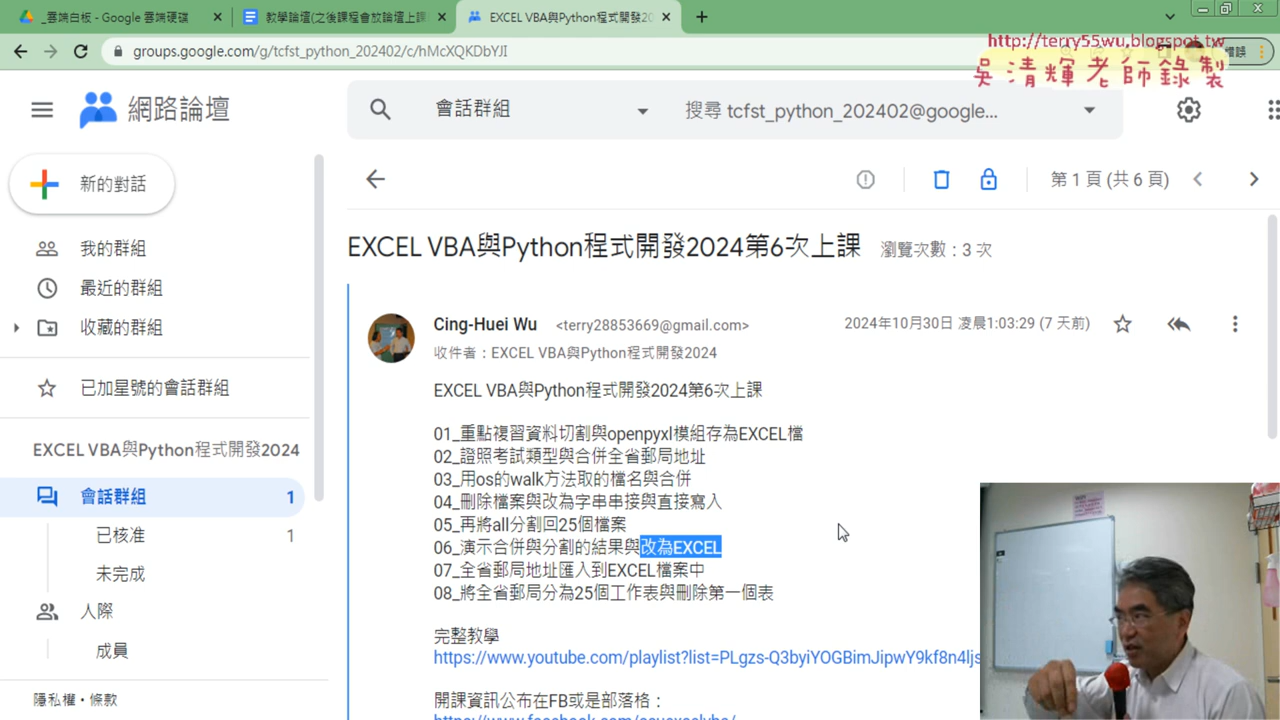 _雲端白板 - Google 雲端硬碟
教學論壇(之後課程會放論壇上課
EXCEL VBA與Python程式開發20
groups.google.com/g/tcfst_python_202402/c/hMcXQKDbYJI
http://terry55wu.blogspot.tw
吳清輝老師錄製
網路論壇
會話群組
搜尋 tcfst_python_202402@google...
新的對話
第 1 頁 (共 6 頁)
我的群組
最近的群組
收藏的群組
已加星號的會話群組
EXCEL VBA與Python程式開發2024
會話群組 1
已核准 1
未完成
人際
成員
隱私權 • 條款
EXCEL VBA與Python程式開發2024第6次上課 瀏覽次數：3 次
Cing-Huei Wu <terry28853669@gmail.com> 2024年10月30日 凌晨1:03:29 (7 天前)
收件者：EXCEL VBA與Python程式開發2024
EXCEL VBA與Python程式開發2024第6次上課
01_重點複習資料切割與openpyxl模組存為EXCEL檔
02_證照考試類型與合併全省郵局地址
03_用os的walk方法取的檔名與合併
04_刪除檔案與改為字串串接與直接寫入
05_再將all分割回25個檔案
06_演示合併與分割的結果與改為EXCEL
07_全省郵局地址匯入到EXCEL檔案中
08_將全省郵局分為25個工作表與刪除第一個表
完整教學
https://www.youtube.com/playlist?list=PLgzs-Q3byiYOGBimJipwY9kf8n4ljs
開課資訊公布在FB或是部落格：